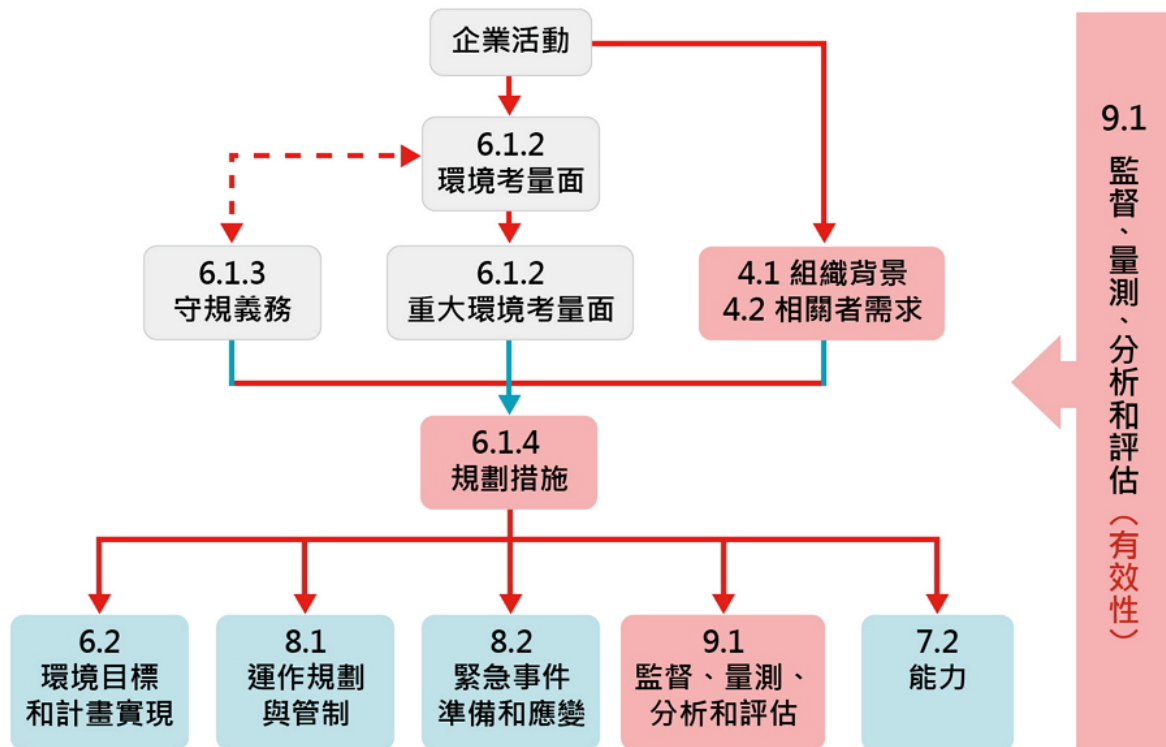 企業活動
6.1.2
環境考量面
6.1.3
守規義務
6.1.2
重大環境考量面
4.1 組織背景
4.2 相關者需求
6.1.4
規劃措施
6.2
環境目標
和計畫實現
8.1
運作規劃
與管制
8.2
緊急事件
準備和應變
9.1
監督、量測、
分析和評估
7.2
能力
9.1
監督、量測、分析和評估（有效性）